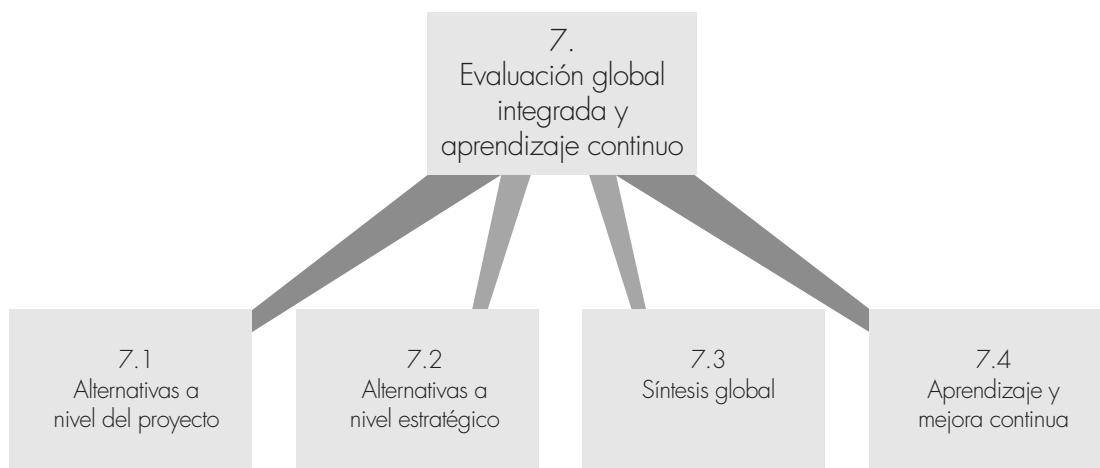 7.
Evaluación global
integrada y
aprendizaje continuo
7.1
Alternativas a
nivel del proyecto
7.2
Alternativas a
nivel estratégico
7.3
Síntesis global
7.4
Aprendizaje y
mejora continua